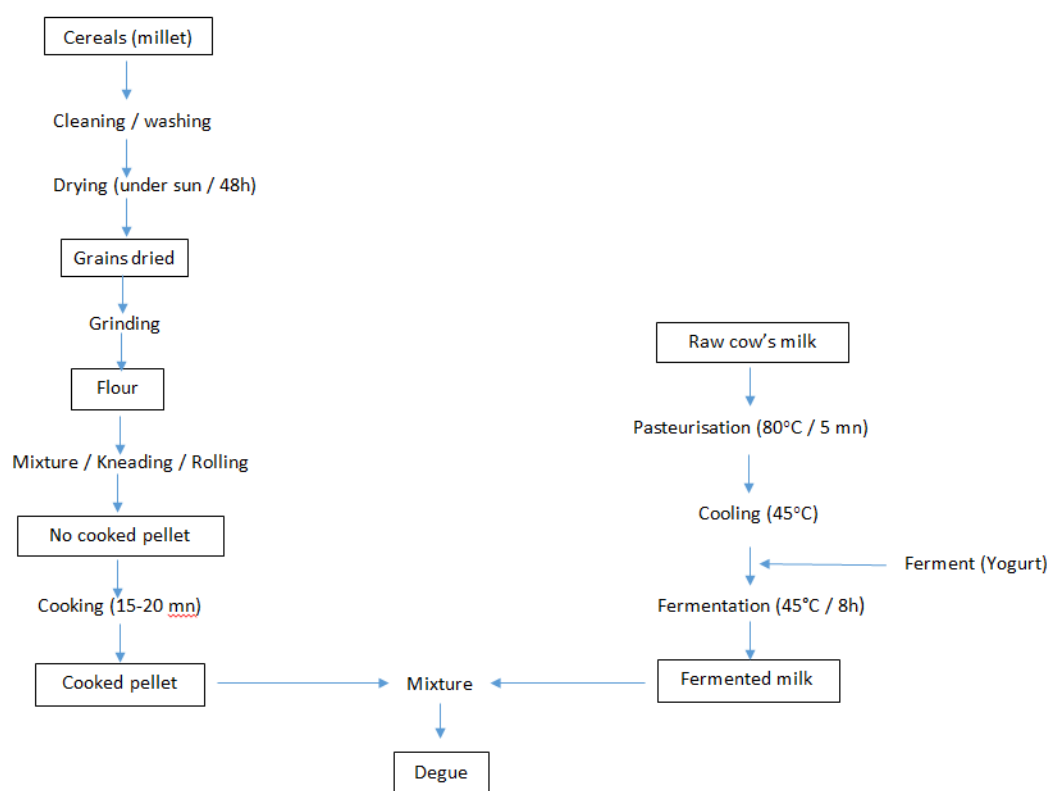 Cereals (millet)
Cleaning / washing
Drying (under sun / 48h)
Grains dried
Grinding
Flour
Mixture / Kneading / Rolling
No cooked pellet
Cooking (15-20 mn)
Cooked pellet
Raw cow’s milk
Pasteurisation (80°C / 5 mn)
Cooling (45°C)
Ferment (Yogurt)
Fermentation (45°C / 8h)
Fermented milk
Mixture
Degue